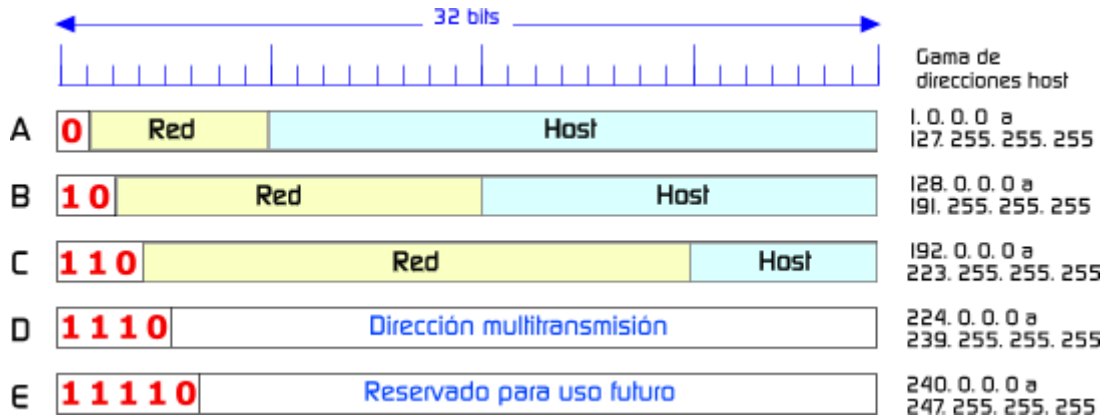 32 bits
Gama de
direcciones host
A 0 Red Host 1. 0. 0. 0 a
127. 255. 255. 255
B 1 0 Red Host 128. 0. 0. 0 a
191. 255. 255. 255
C 1 1 0 Red Host 192. 0. 0. 0 a
223. 255. 255. 255
D 1 1 1 0 Dirección multitransmisión 224. 0. 0. 0 a
239. 255. 255. 255
E 1 1 1 1 0 Reservado para uso futuro 240. 0. 0. 0 a
247. 255. 255. 255